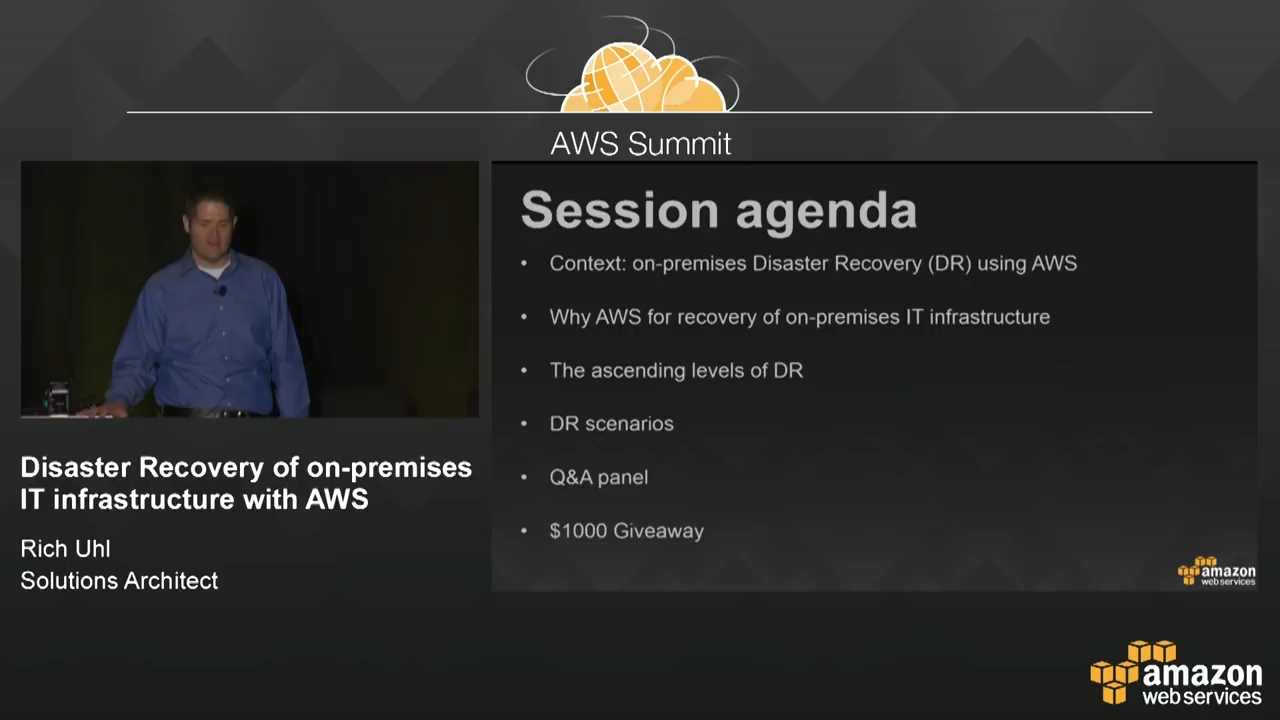 AWS Summit
Session agenda
• Context: on-premises Disaster Recovery (DR) using AWS
• Why AWS for recovery of on-premises IT infrastructure
• The ascending levels of DR
• DR scenarios
• Q&A panel
• $1000 Giveaway
amazon
web services
Disaster Recovery of on-premises
IT infrastructure with AWS
Rich Uhl
Solutions Architect
amazon
web services